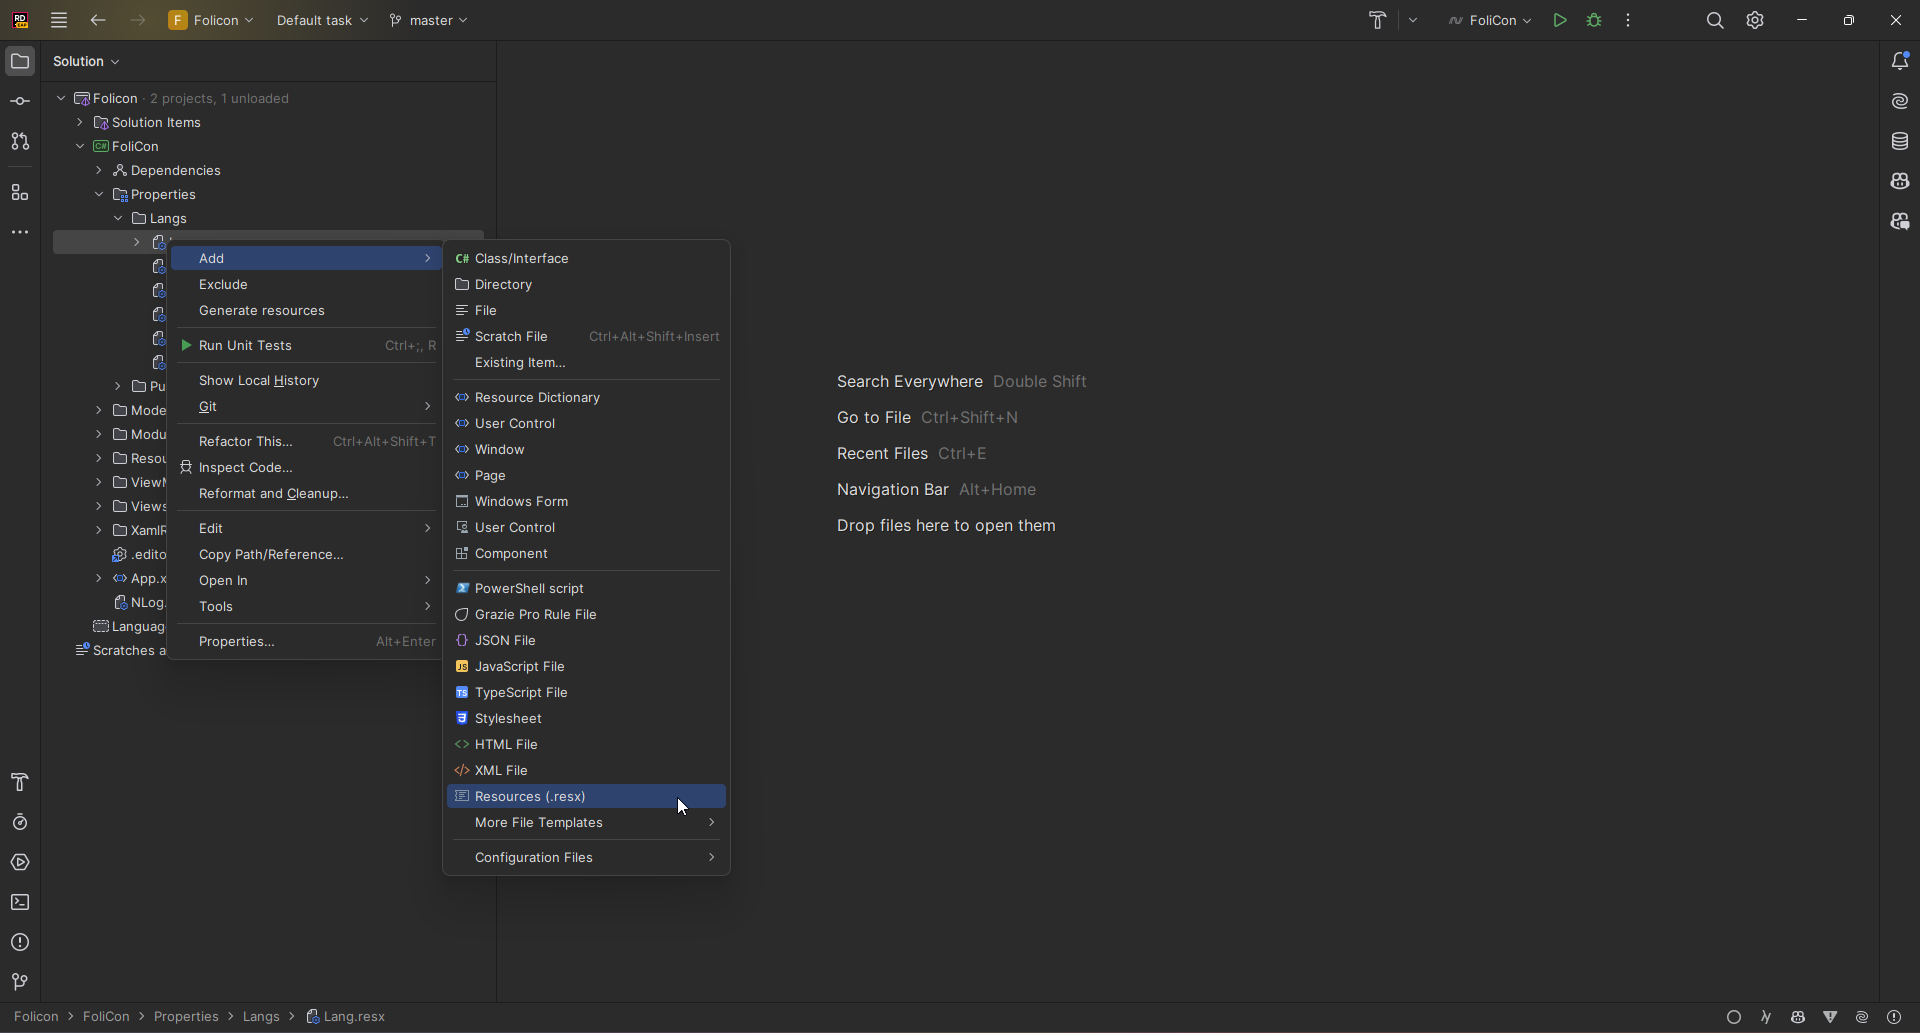 F Folicon
Default task
master
FoliCon
Solution
Folicon · 2 projects, 1 unloaded
Solution Items
C# FoliCon
Dependencies
Properties
Langs
Pu
Mode
Modu
Resou
View
Views
XamlR
.edito
App.x
NLog.
Languag
Scratches a
Add
Exclude
Generate resources
Run Unit Tests Ctrl+;, R
Show Local History
Git
Refactor This... Ctrl+Alt+Shift+T
Inspect Code...
Reformat and Cleanup...
Edit
Copy Path/Reference...
Open In
Tools
Properties... Alt+Enter
C# Class/Interface
Directory
File
Scratch File Ctrl+Alt+Shift+Insert
Existing Item...
Resource Dictionary
User Control
Window
Page
Windows Form
User Control
Component
PowerShell script
Grazie Pro Rule File
JSON File
JS JavaScript File
TS TypeScript File
Stylesheet
HTML File
XML File
Resources (.resx)
More File Templates
Configuration Files
Search Everywhere Double Shift
Go to File Ctrl+Shift+N
Recent Files Ctrl+E
Navigation Bar Alt+Home
Drop files here to open them
Folicon > FoliCon > Properties > Langs > Lang.resx